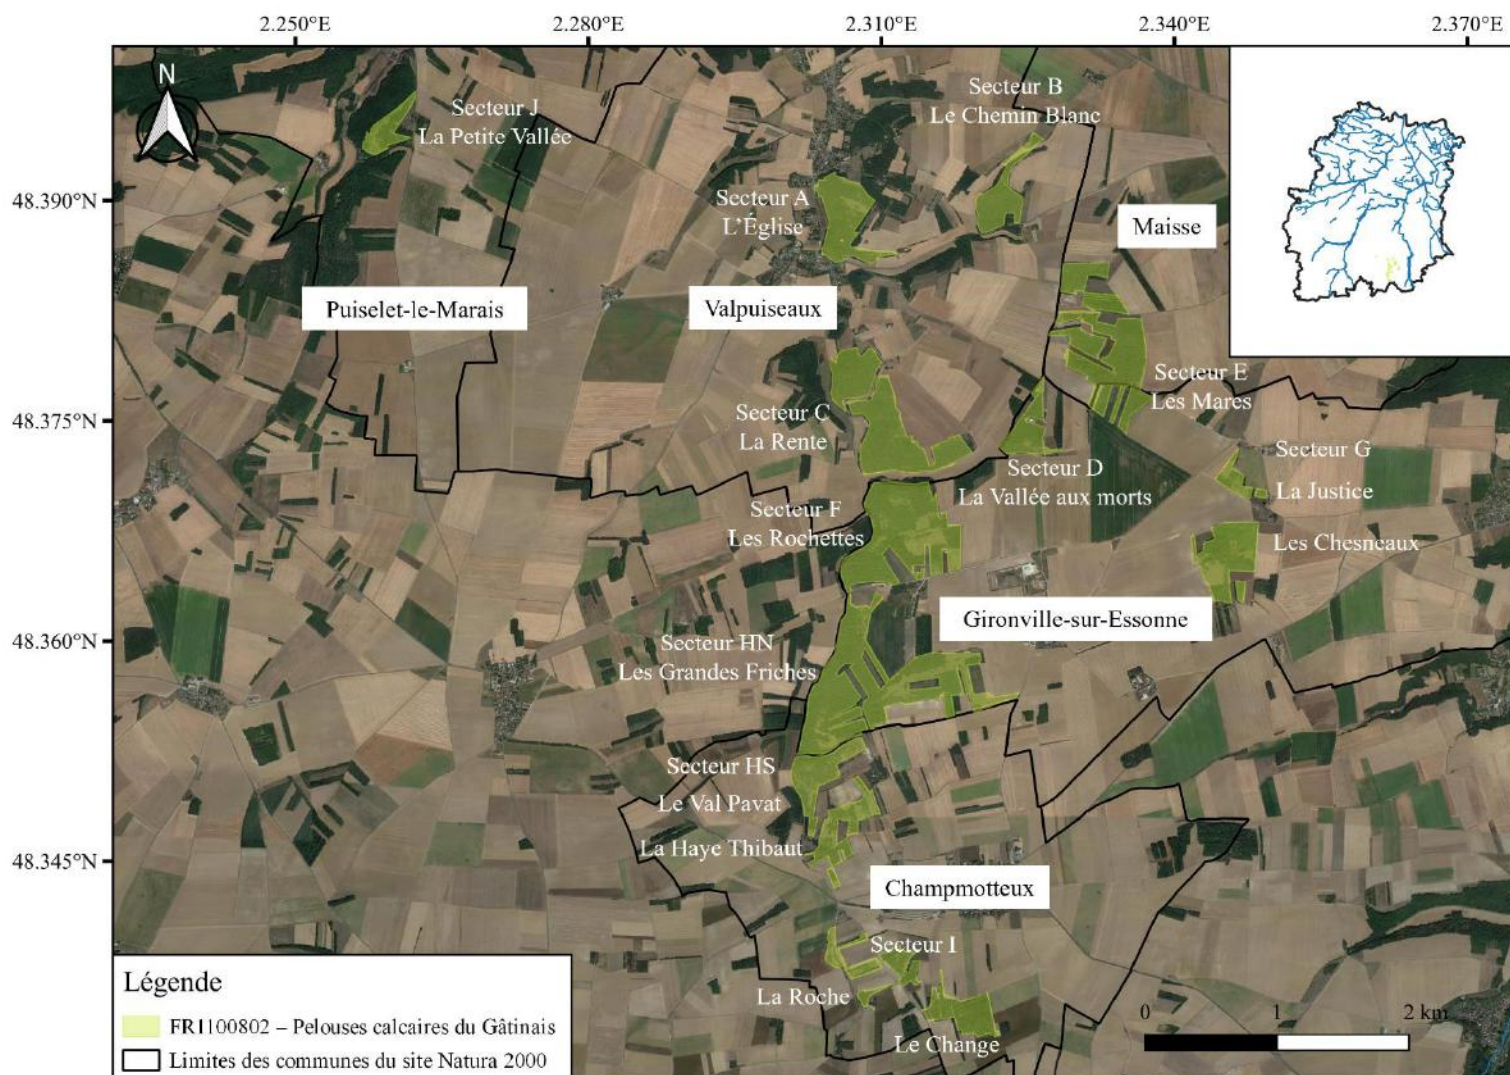 2.250°E
2.280°E
2.310°E
2.340°E
2.370°E
N
Secteur J
La Petite Vallée
Secteur B
Le Chemin Blanc
48.390°N
Secteur A
L'Église
Maisse
Puiselet-le-Marais
Valpuiseaux
Secteur E
Les Mares
48.375°N
Secteur C
La Rente
Secteur G
La Justice
Secteur D
La Vallée aux morts
Secteur F
Les Rochettes
Les Chesneaux
Gironville-sur-Essonne
48.360°N
Secteur HN
Les Grandes Friches
Secteur HS
Le Val Pavat
La Haye Thibaut
48.345°N
Champmotteux
Secteur I
La Roche
Le Change
Légende
FR1100802 – Pelouses calcaires du Gâtinais
Limites des communes du site Natura 2000
0
1
2 km